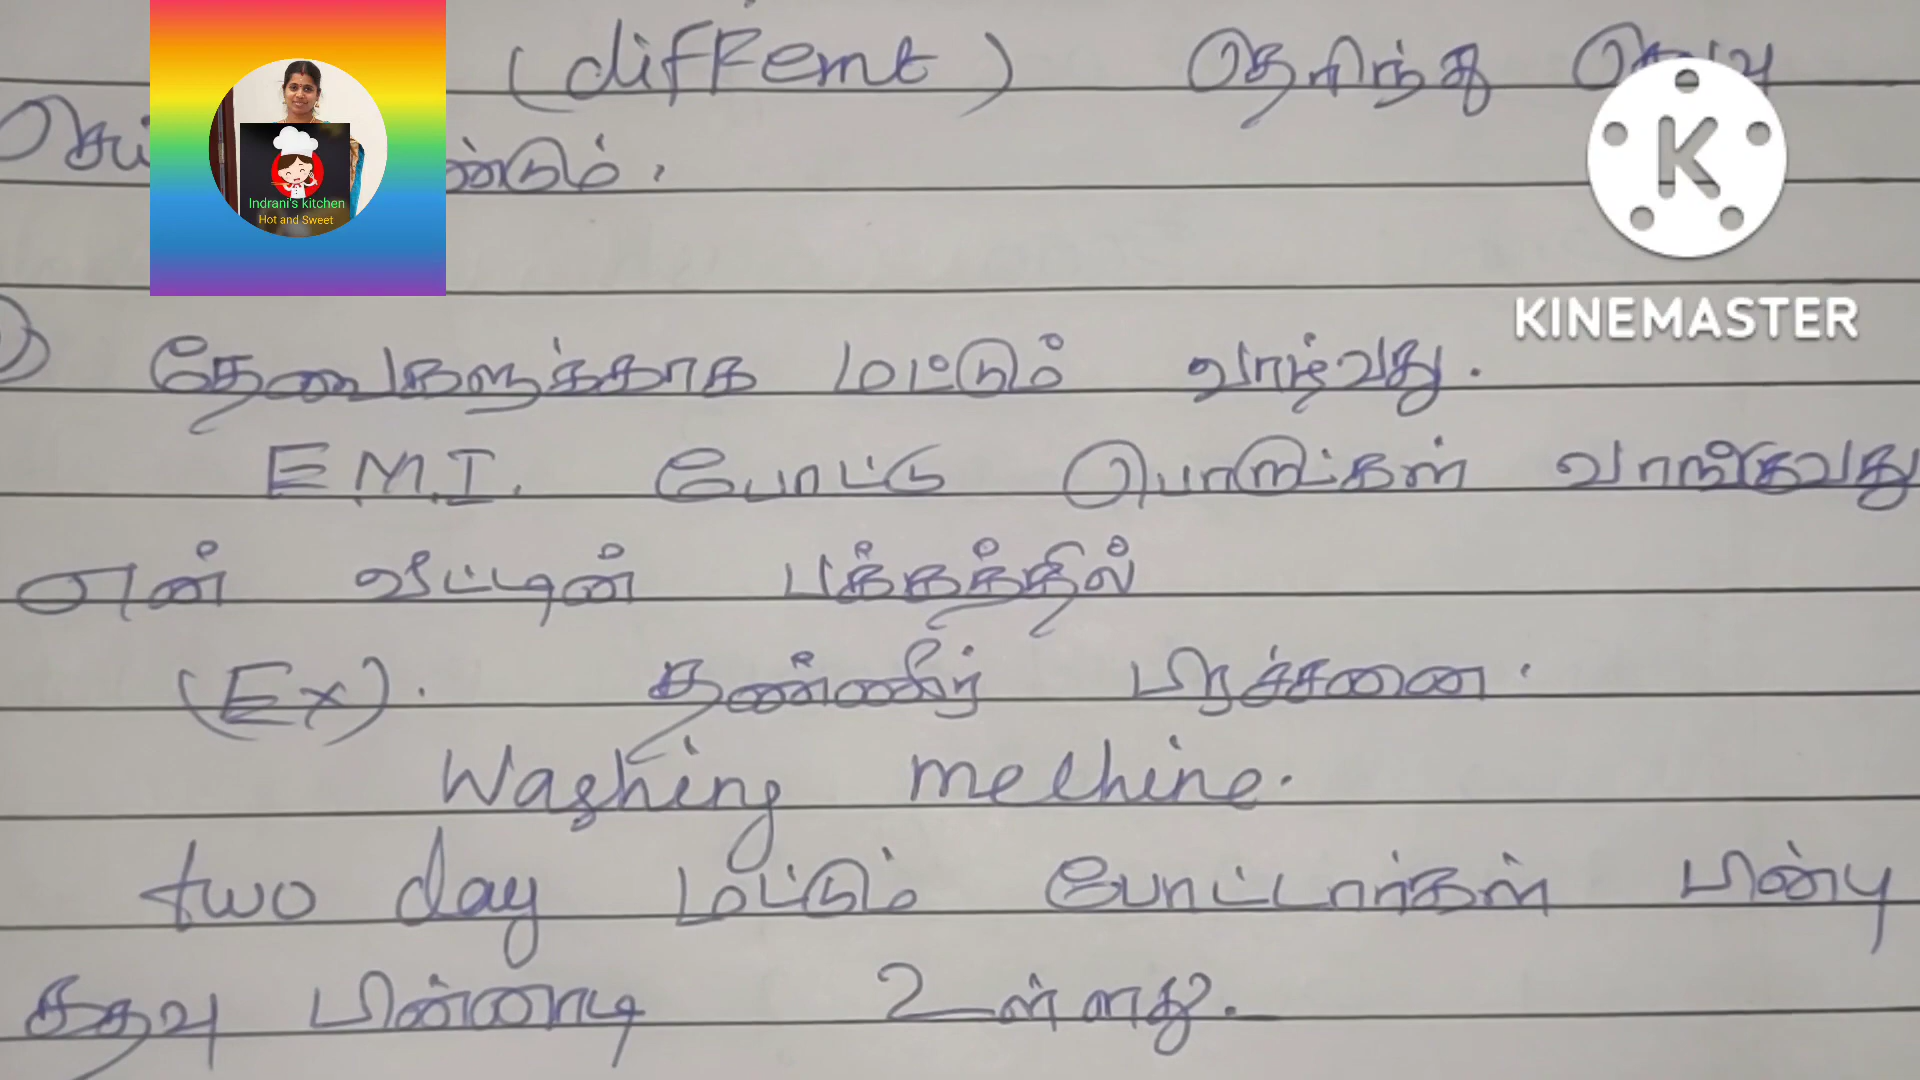 (diffemt) தெரிந்து
ண்டும்.
Indrani's kitchen
Hot and Sweet
KINEMASTER
தேவைகளுக்காக மட்டும் வாழ்வது.
E.M.I. போட்டு பொருட்கள் வாங்குவது
என் வீட்டின் பக்கத்தில்
(Ex). தண்ணீர் பிரச்சனை.
Washing mechine.
two day மட்டும் போட்டார்கள் பின்பு
கதவு பின்னாடி உள்ளது.